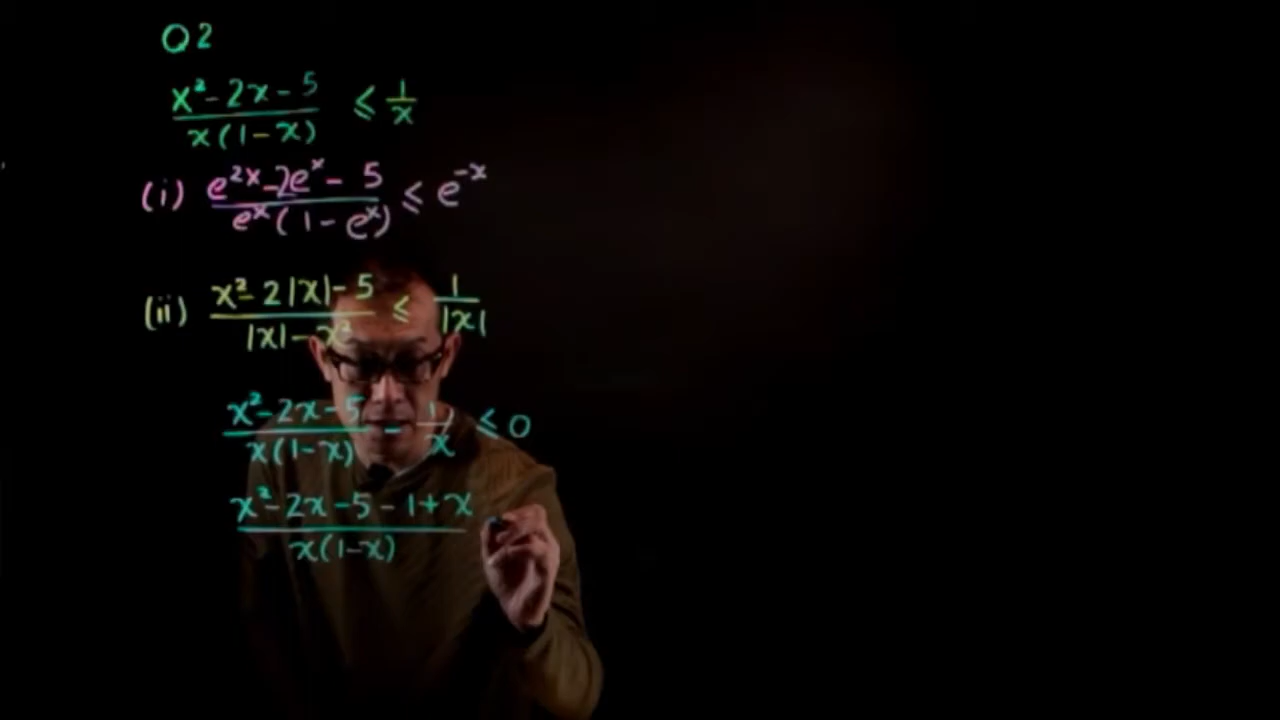 Q2
x² - 2x - 5 / x(1 - x) ≤ 1/x
(i) e^{2x} - 2e^x - 5 / e^x(1 - e^x) ≤ e^{-x}
(ii) x² - 2|x| - 5 / |x| - x² ≤ 1/|x|
x² - 2x - 5 / x(1 - x) - 1/x ≤ 0
x² - 2x - 5 - 1 + x / x(1 - x)